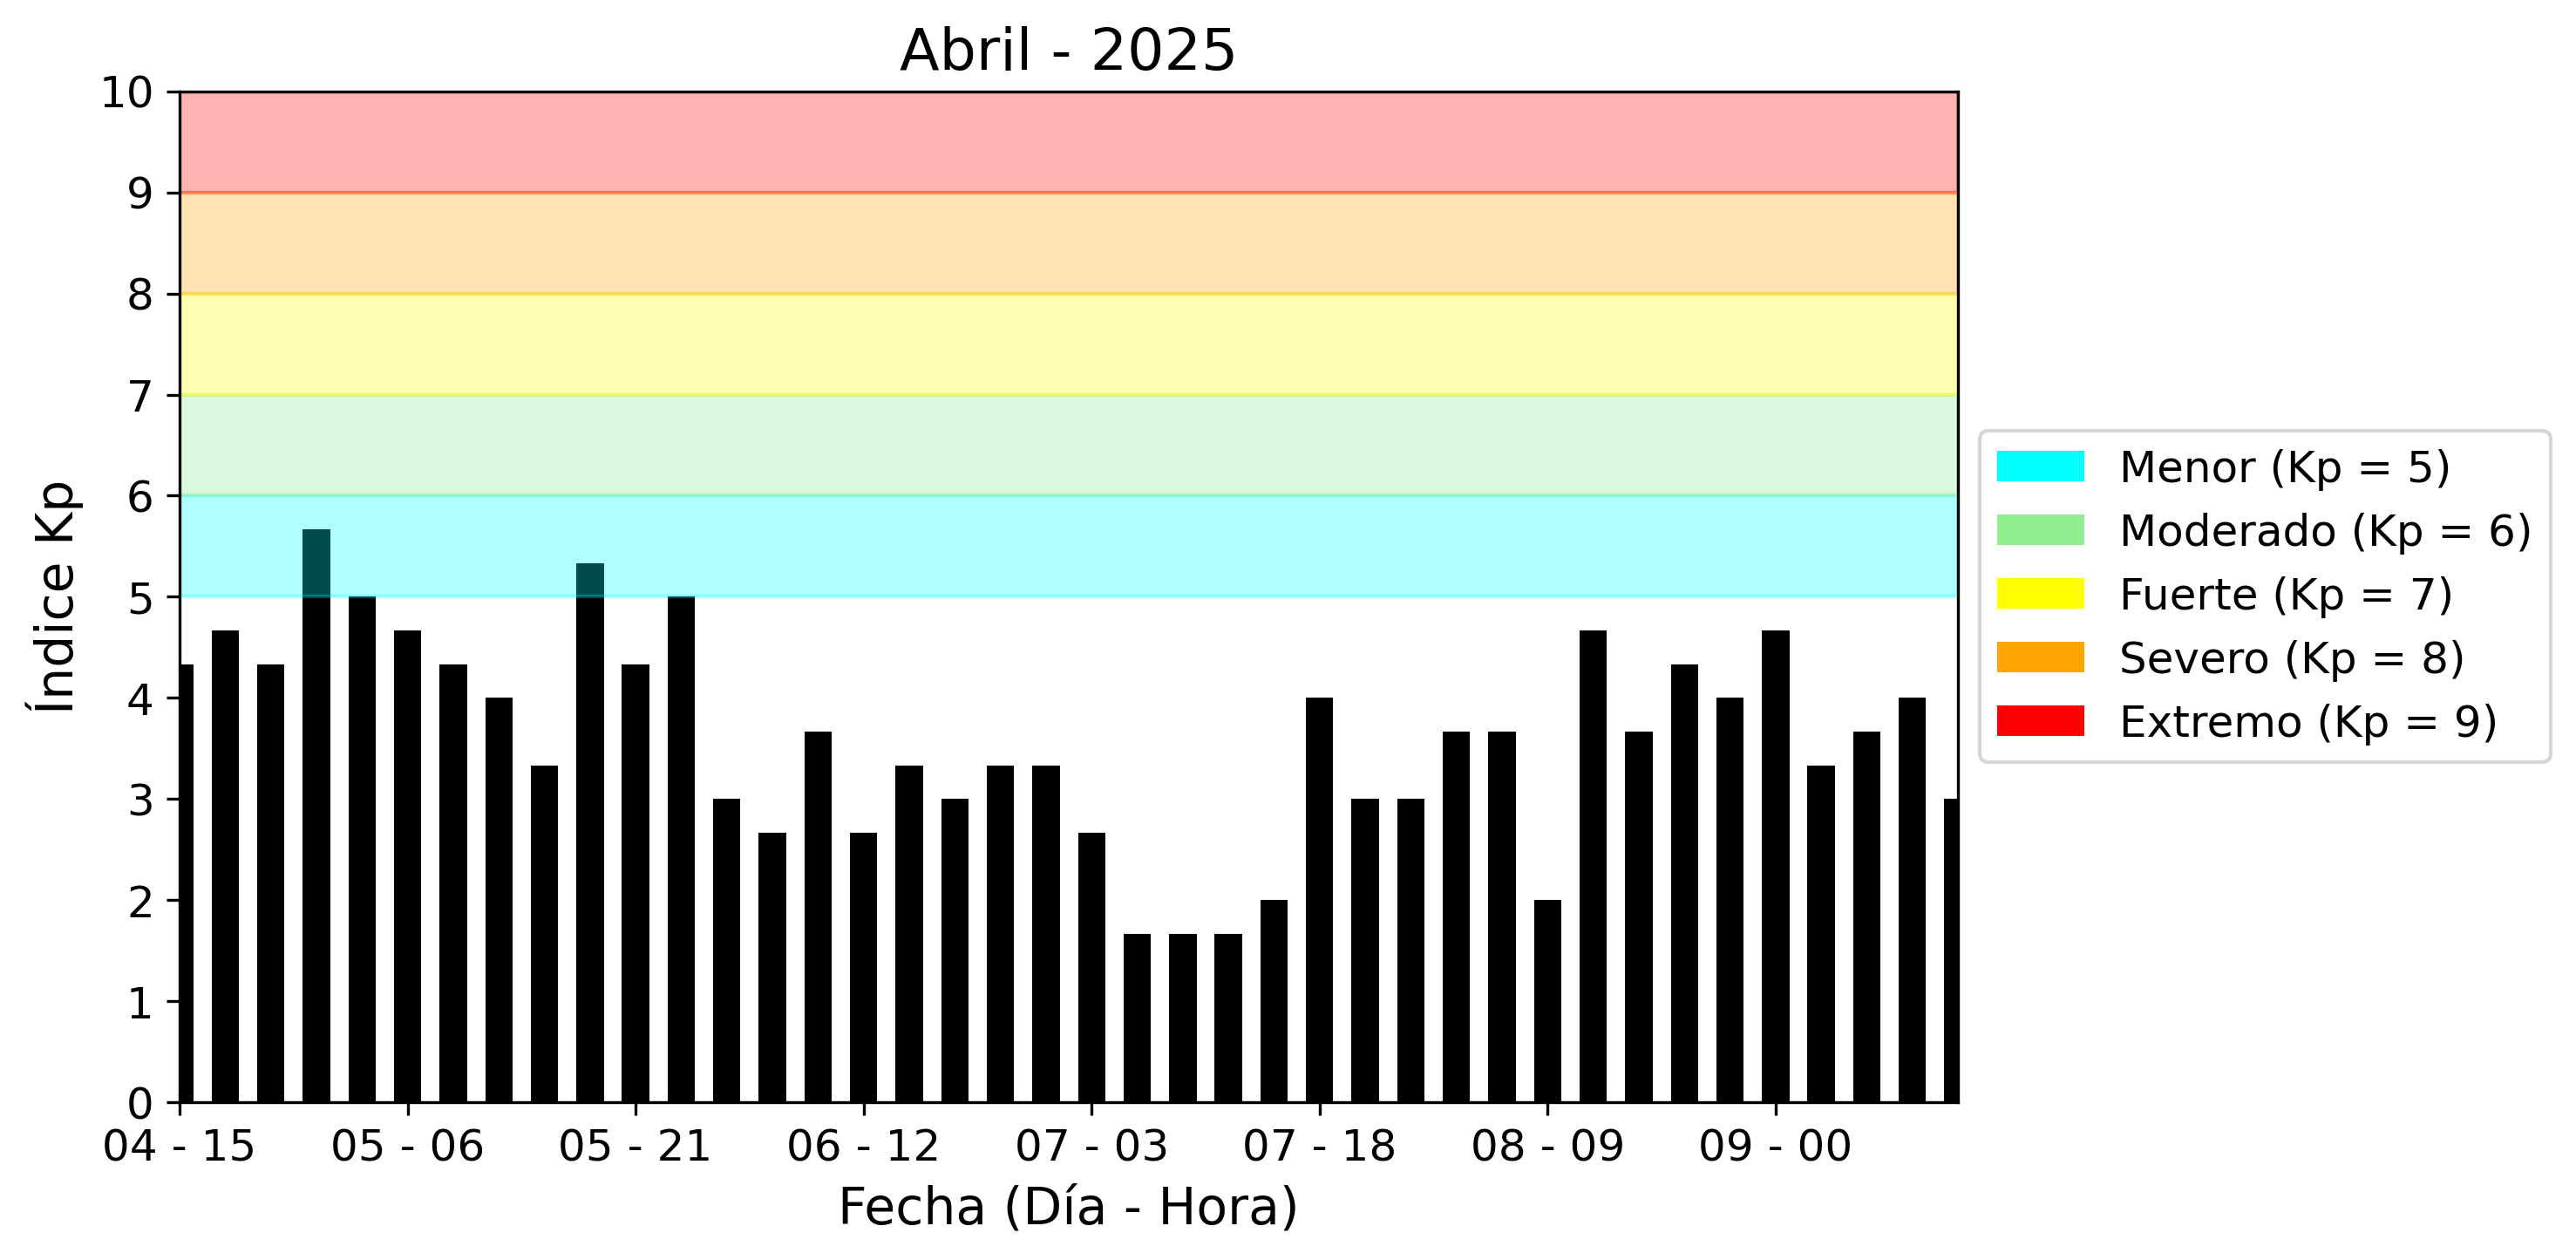 Abril - 2025
10
9
8
7
6
5
4
3
2
1
0
Índice Kp
04 - 15
05 - 06
05 - 21
06 - 12
07 - 03
07 - 18
08 - 09
09 - 00
Fecha (Día - Hora)
Menor (Kp = 5)
Moderado (Kp = 6)
Fuerte (Kp = 7)
Severo (Kp = 8)
Extremo (Kp = 9)